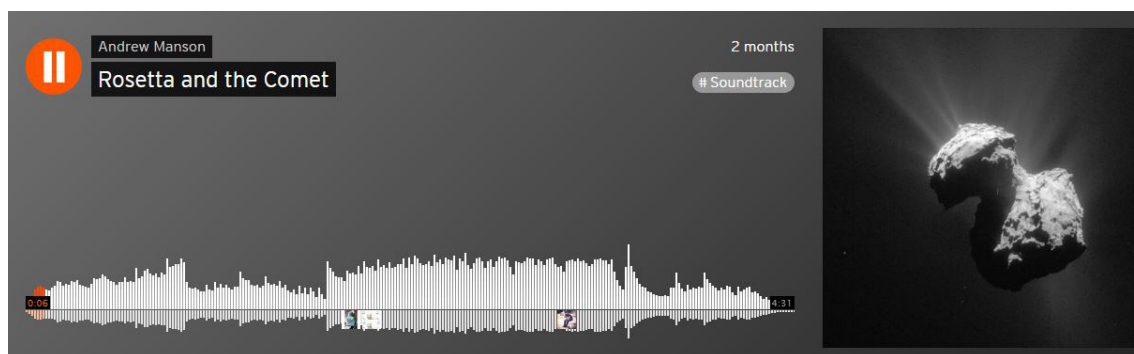 Andrew Manson
2 months
Rosetta and the Comet
# Soundtrack
0:06
4:31